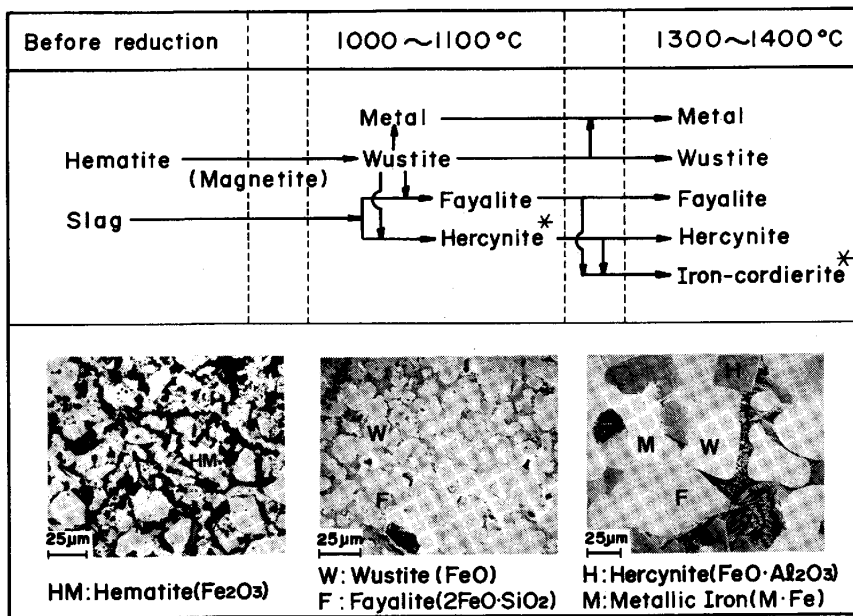 Before reduction
1000~1100°C
1300~1400°C
Metal
Metal
Hematite
(Magnetite)
Wustite
Wustite
Slag
Fayalite
Fayalite
Hercynite*
Hercynite
Iron-cordierite*
HM
25μm
W
F
25μm
H
M
W
F
25μm
HM:Hematite(Fe2O3)
W:Wustite(FeO)
F:Fayalite(2FeO·SiO2)
H:Hercynite(FeO·Al2O3)
M:Metallic Iron(M·Fe)